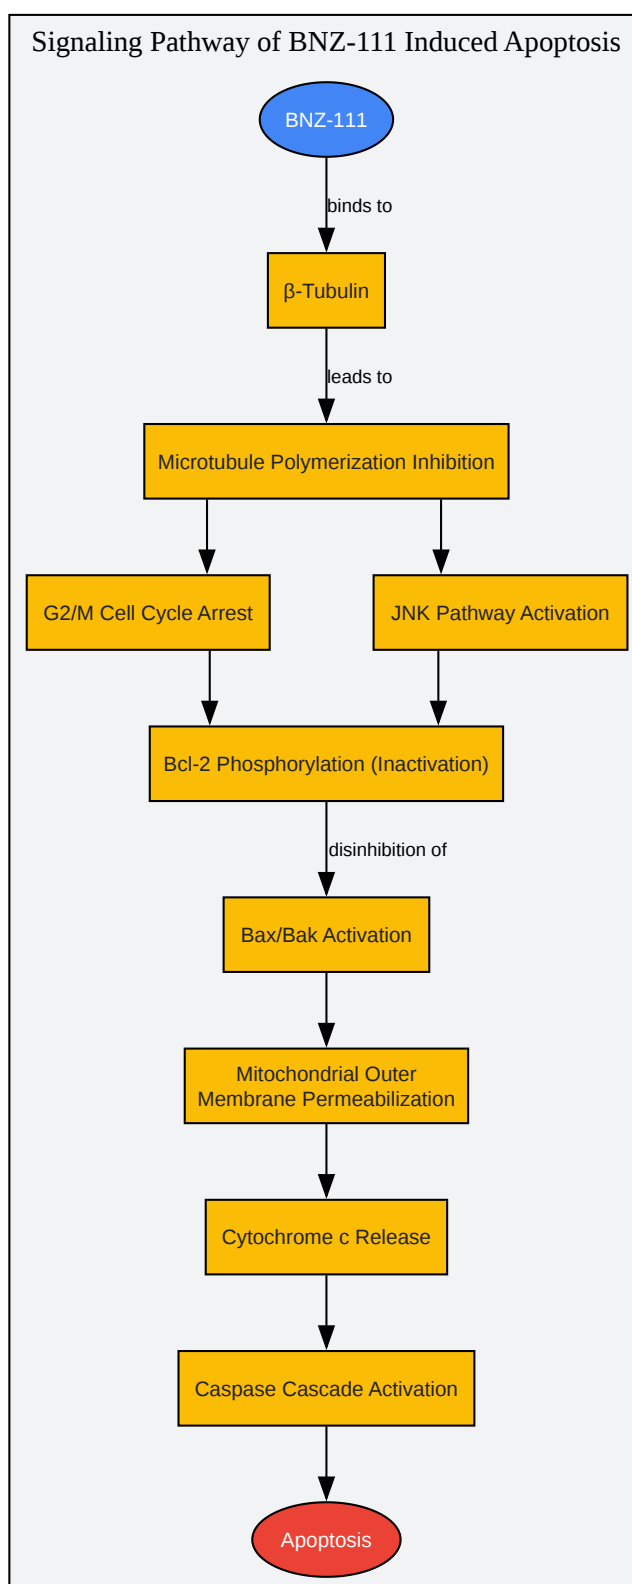 Signaling Pathway of BNZ-111 Induced Apoptosis
BNZ-111
binds to
β-Tubulin
leads to
Microtubule Polymerization Inhibition
G2/M Cell Cycle Arrest
JNK Pathway Activation
Bcl-2 Phosphorylation (Inactivation)
disinhibition of
Bax/Bak Activation
Mitochondrial Outer
Membrane Permeabilization
Cytochrome c Release
Caspase Cascade Activation
Apoptosis